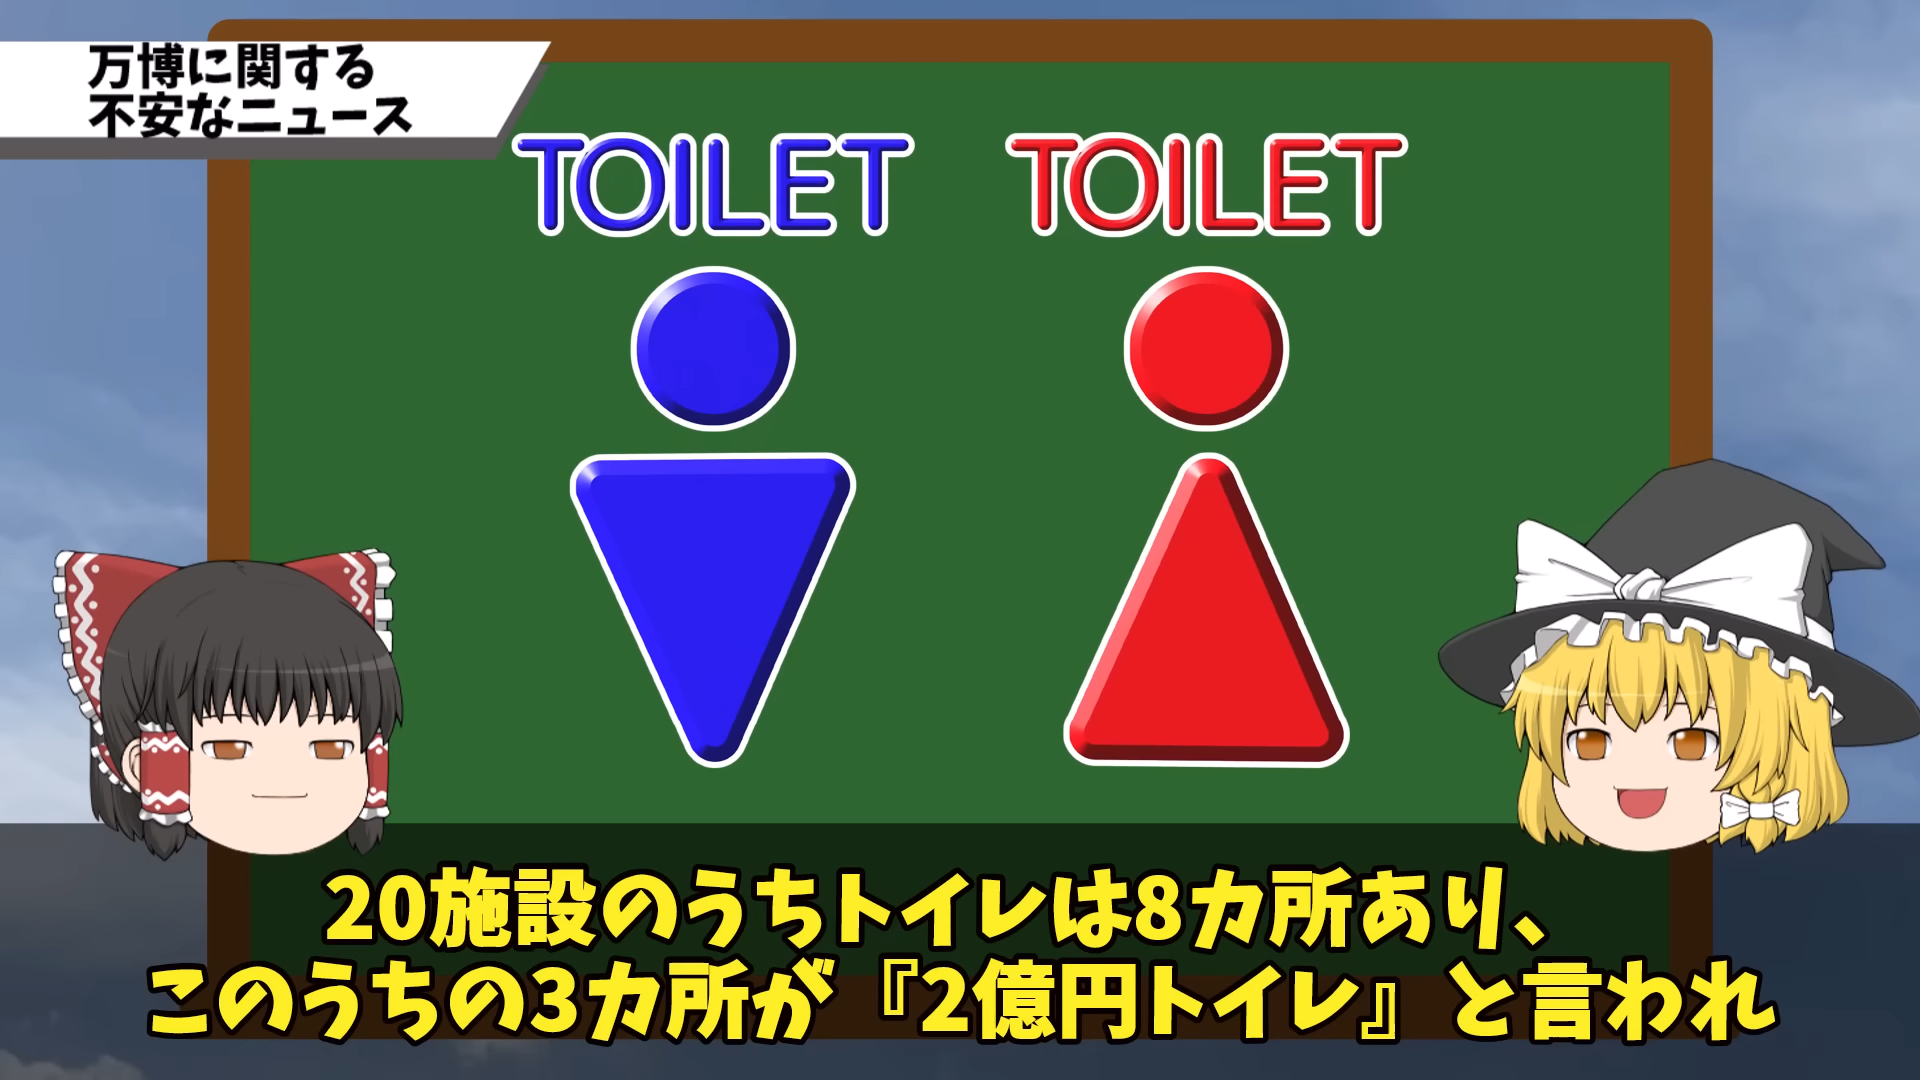 万博に関する
不安なニュース
TOILET TOILET
20施設のうちトイレは8カ所あり、
このうちの3カ所が『2億円トイレ』と言われ